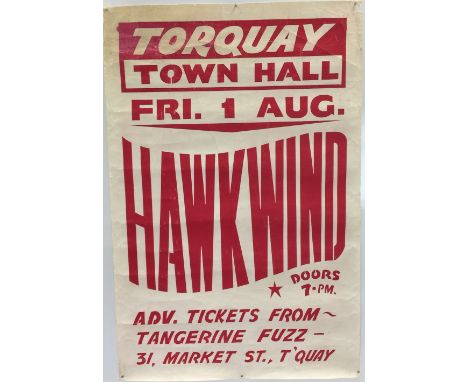 TORQUAY
TOWN HALL
FRI. 1 AUG.
HAWKWIND
DOORS
7·PM.
ADV. TICKETS FROM~
TANGERINE FUZZ –
31, MARKET ST., T'QUAY